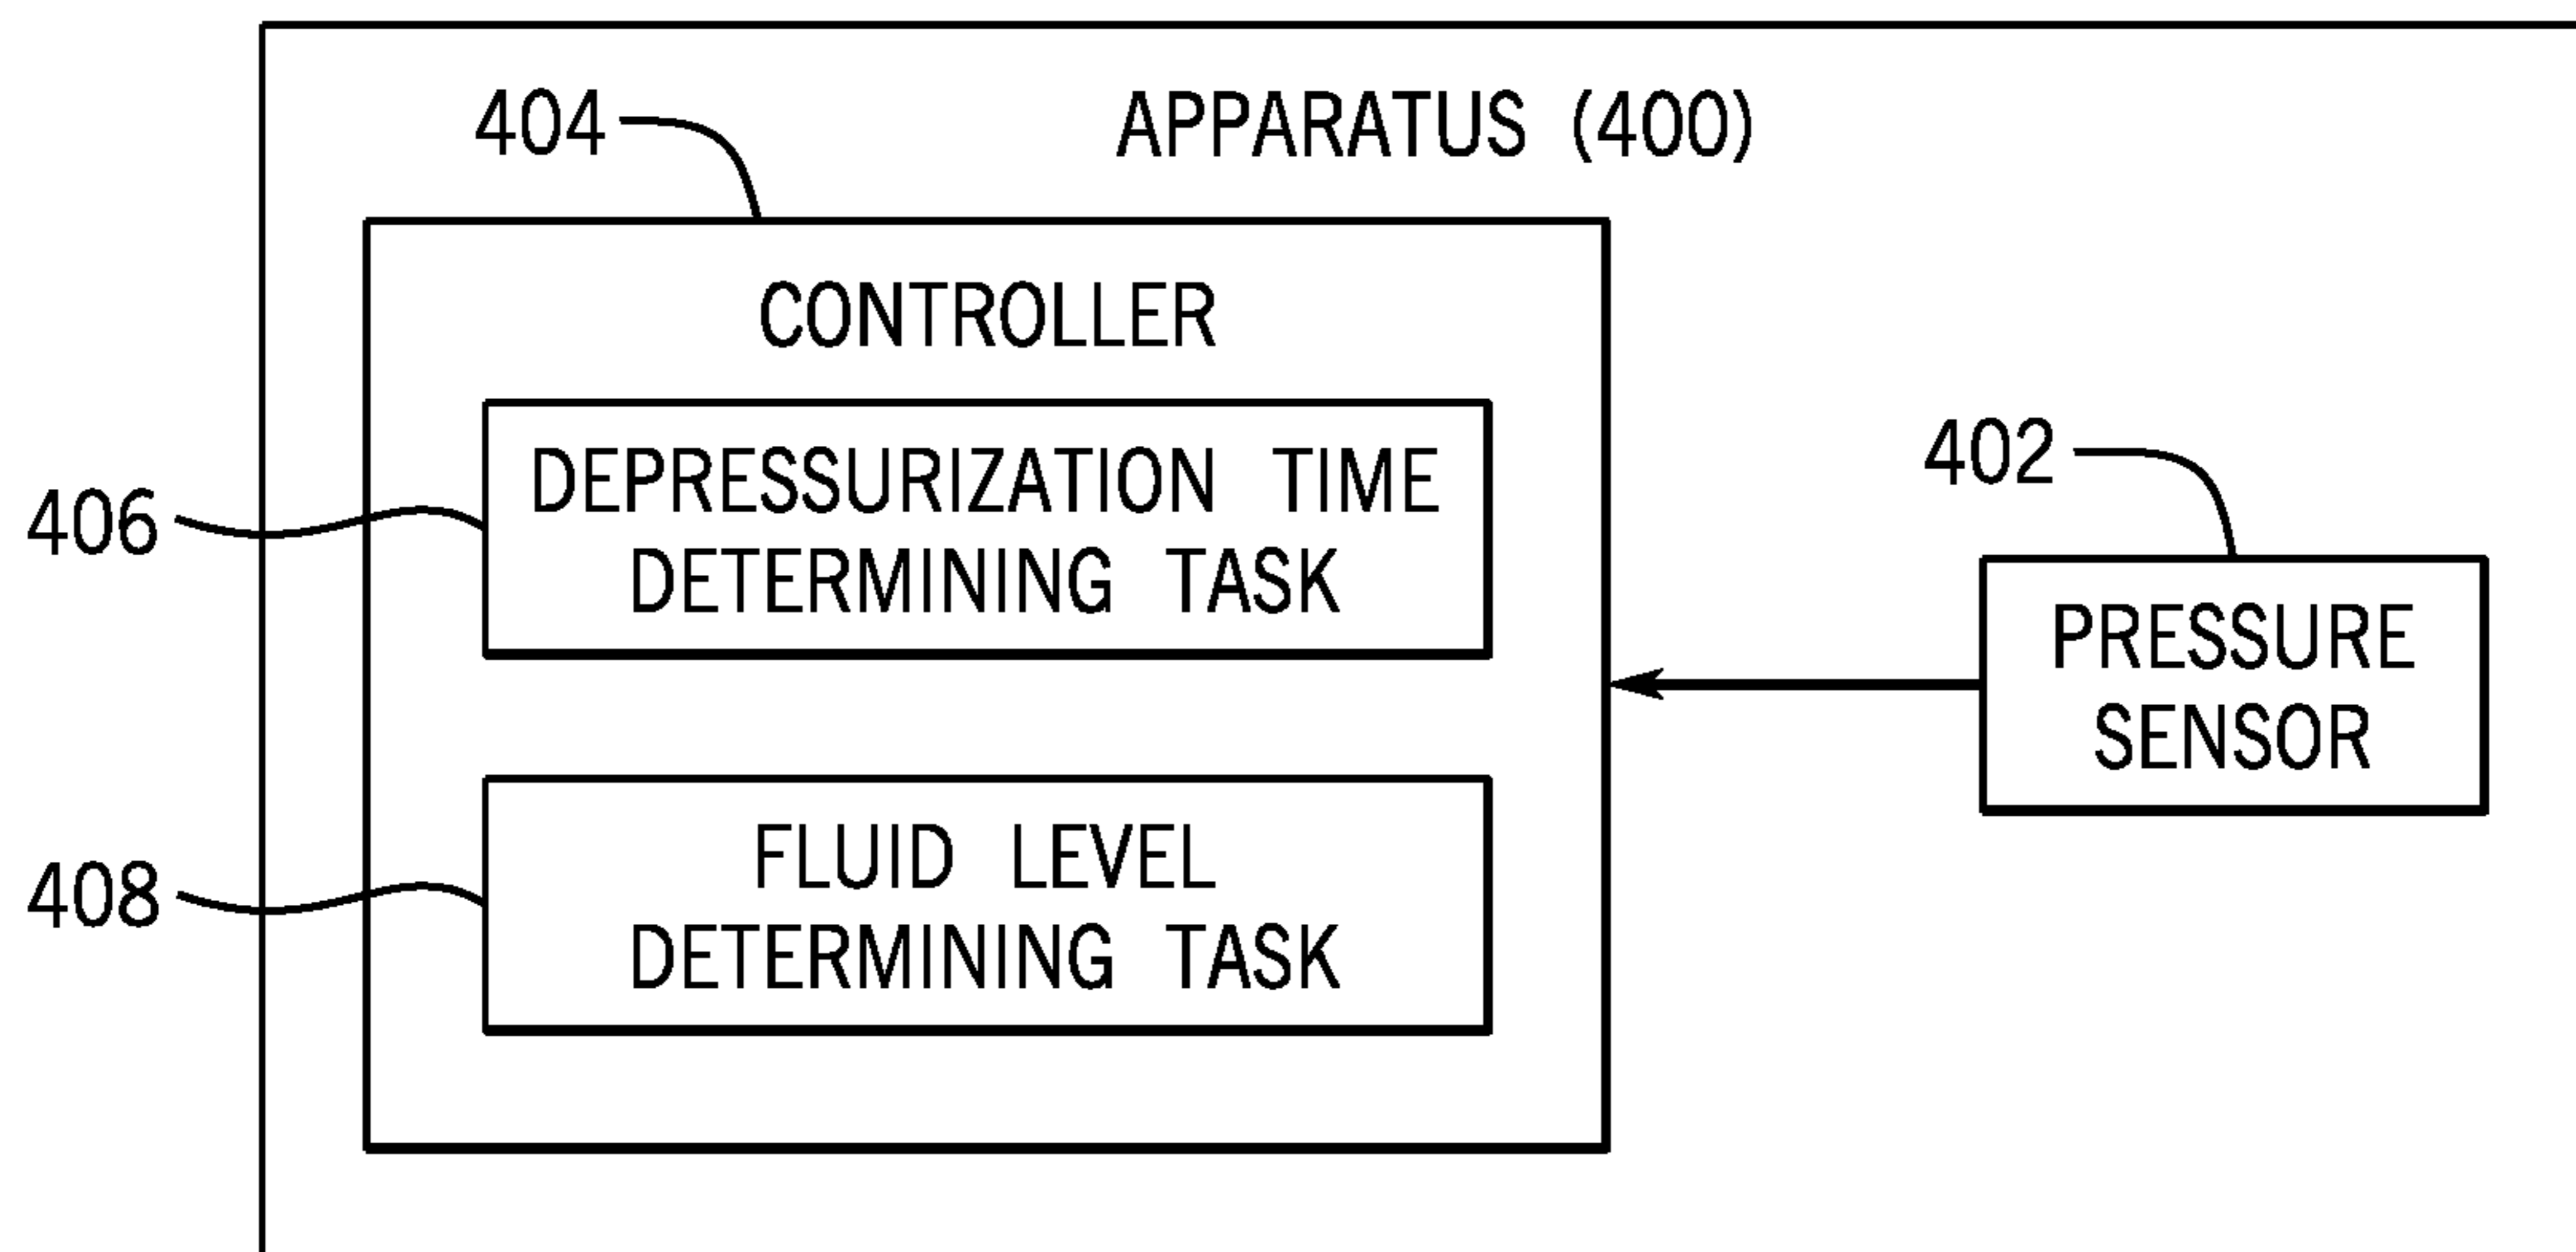 APPARATUS (400)
404
CONTROLLER
406
DEPRESSURIZATION TIME
DETERMINING TASK
408
FLUID LEVEL
DETERMINING TASK
402
PRESSURE
SENSOR